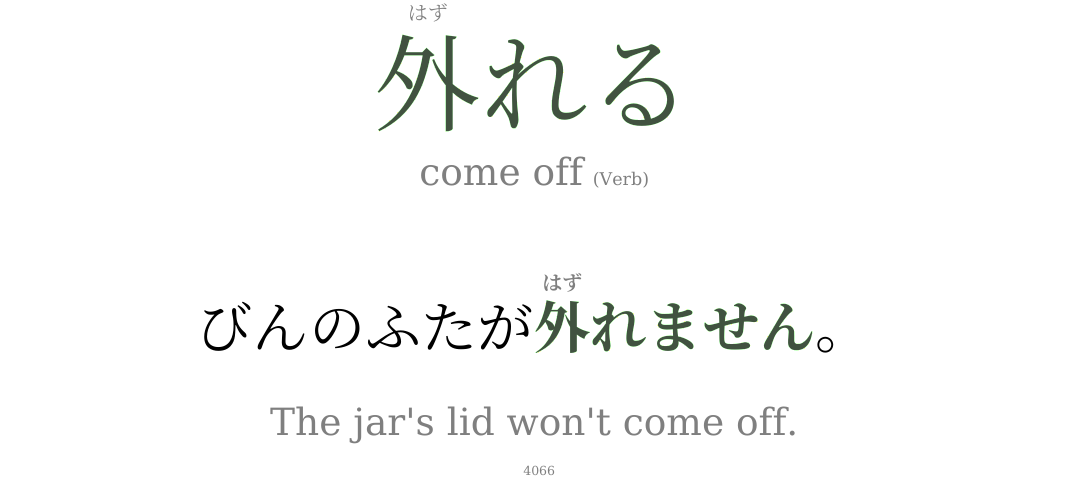 はず
外れる
come off (Verb)
はず
びんのふたが外れません。
The jar's lid won't come off.
4066